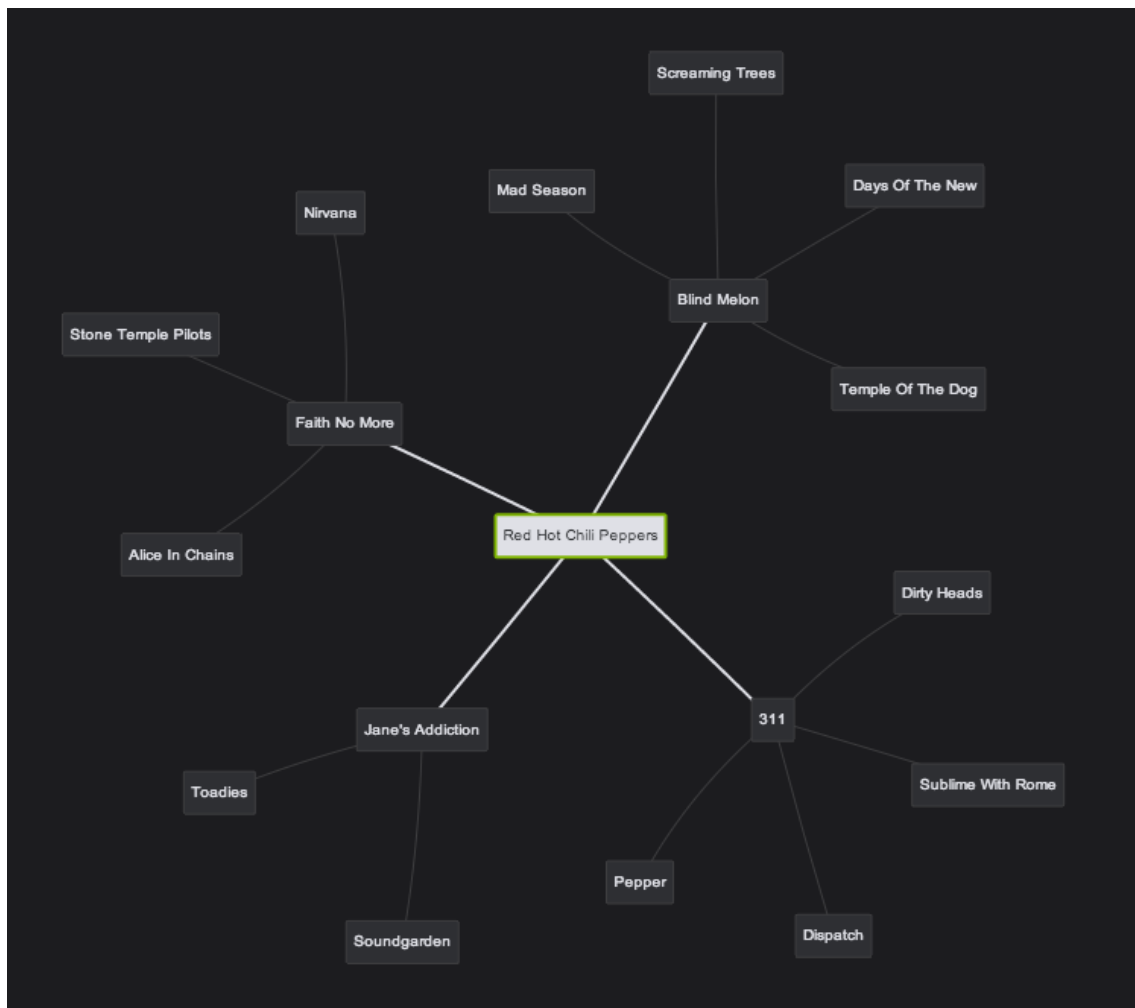 Screaming Trees
Mad Season
Days Of The New
Nirvana
Blind Melon
Stone Temple Pilots
Temple Of The Dog
Faith No More
Red Hot Chili Peppers
Alice In Chains
Dirty Heads
311
Jane's Addiction
Sublime With Rome
Toadies
Pepper
Dispatch
Soundgarden